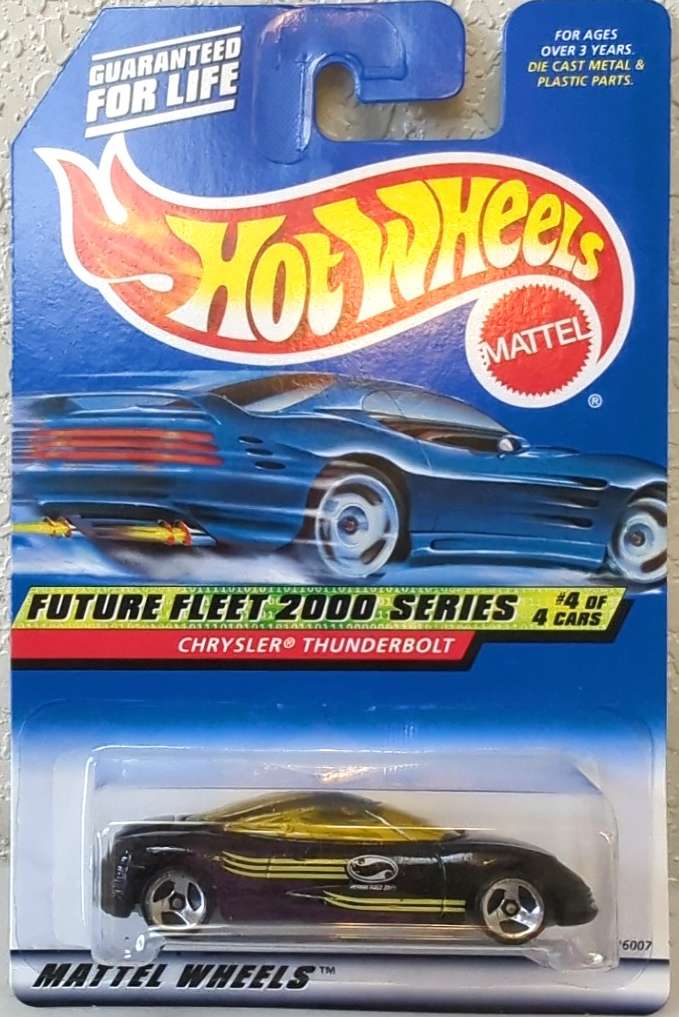 GUARANTEED
FOR LIFE
FOR AGES
OVER 3 YEARS.
DIE CAST METAL &
PLASTIC PARTS.
HOT WHEELS
MATTEL
®
FUTURE FLEET 2000 SERIES
#4 OF
4 CARS
CHRYSLER® THUNDERBOLT
MATTEL WHEELS™